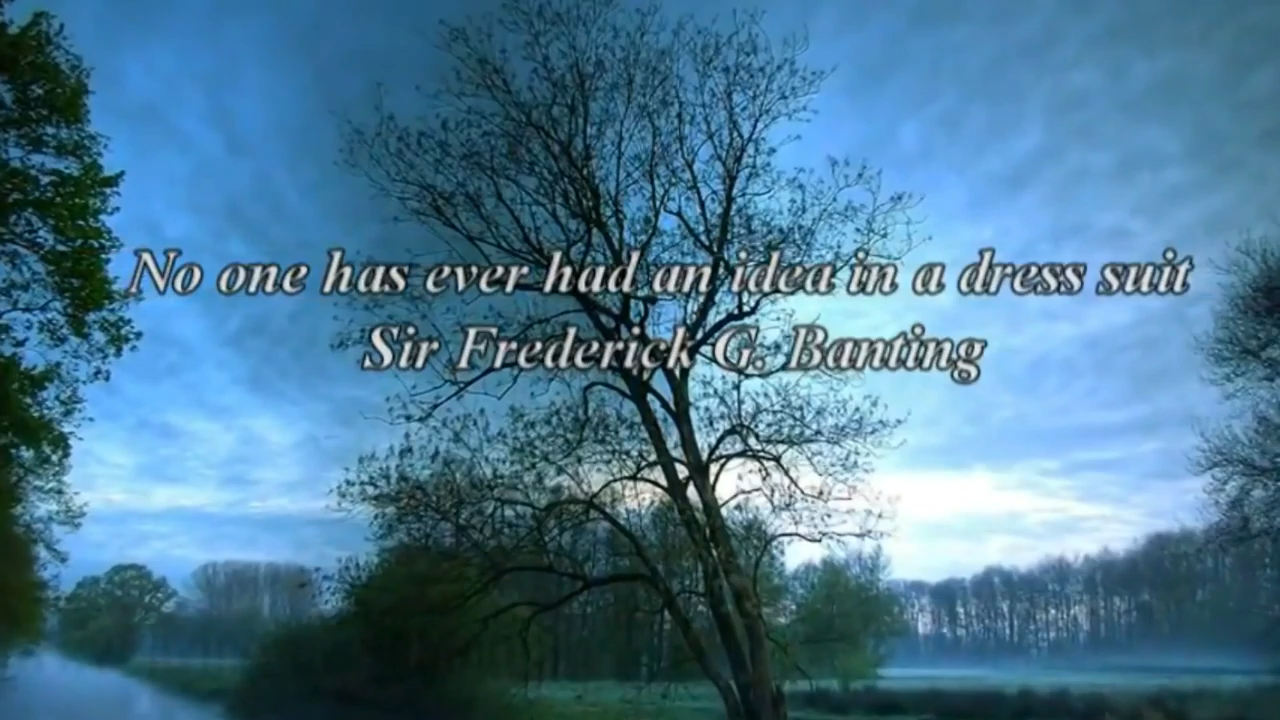 No one has ever had an idea in a dress suit
Sir Frederick G. Banting